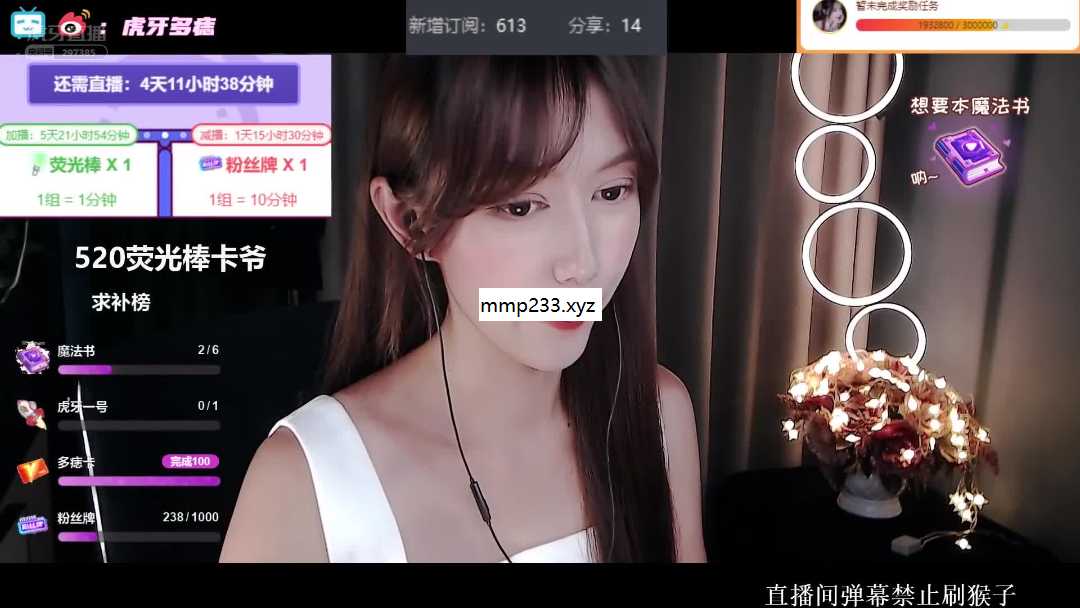 ：虎牙多痣
虎牙直播
297385
新增订阅：613 分享：14
暂未完成奖励任务
1932800 / 3000000
还需直播：4天11小时38分钟
加播：5天21小时54分钟
减播：1天15小时30分钟
荧光棒 X 1
粉丝牌 X 1
1组 = 1分钟
1组 = 10分钟
想要本魔法书
呐~
520荧光棒卡爷
求补榜
mmp233.xyz
魔法书 2/6
虎牙一号 0/1
多痣卡 完成100
粉丝牌 238/1000
直播间弹幕禁止刷猴子